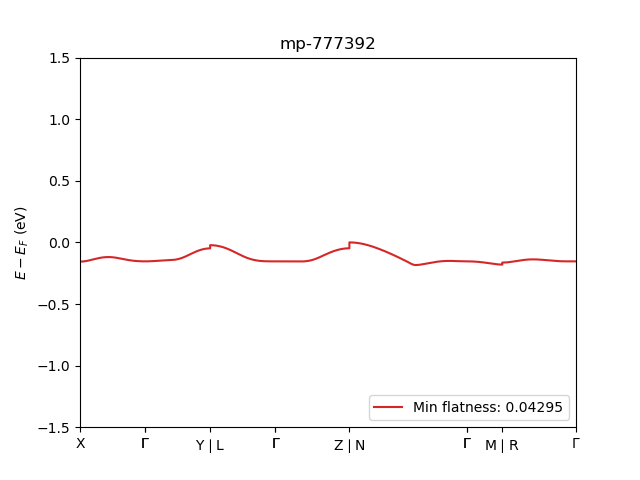 mp-777392
E − E_F (eV)
1.5
1.0
0.5
0.0
−0.5
−1.0
−1.5
Min flatness: 0.04295
X Γ Y | L Γ Z | N Γ M | R Γ